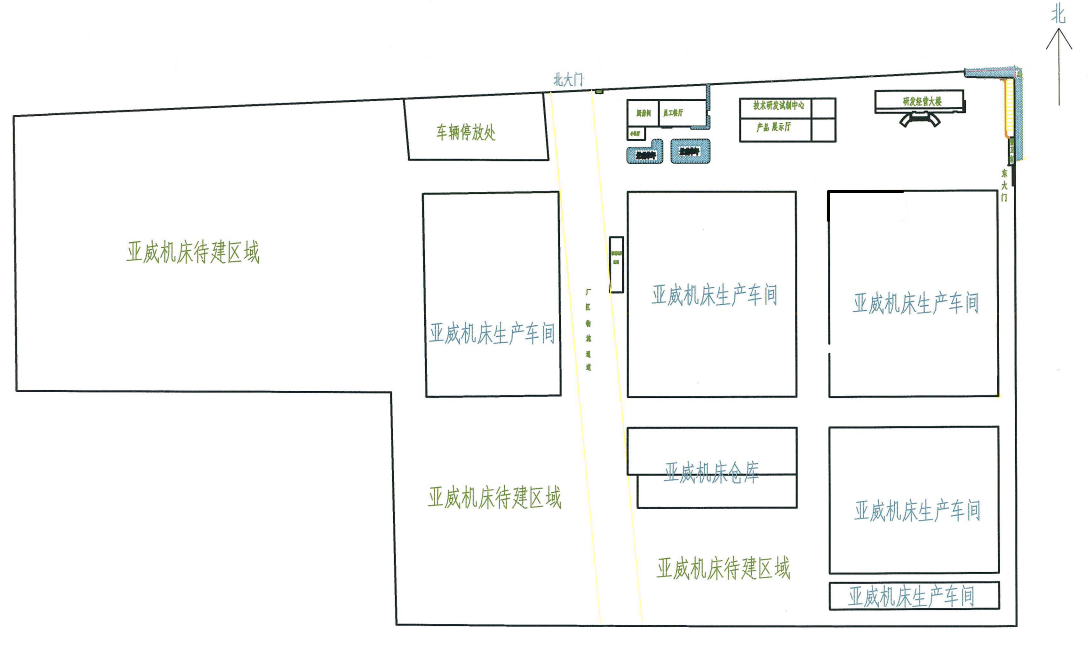 北
北大门
技术研发试制中心
研发经营大楼
员工餐厅
产品 展示厅
车辆停放处
东大门
亚威机床待建区域
亚威机床生产车间
亚威机床生产车间
亚威机床生产车间
亚威机床仓库
亚威机床待建区域
亚威机床生产车间
亚威机床待建区域
亚威机床生产车间